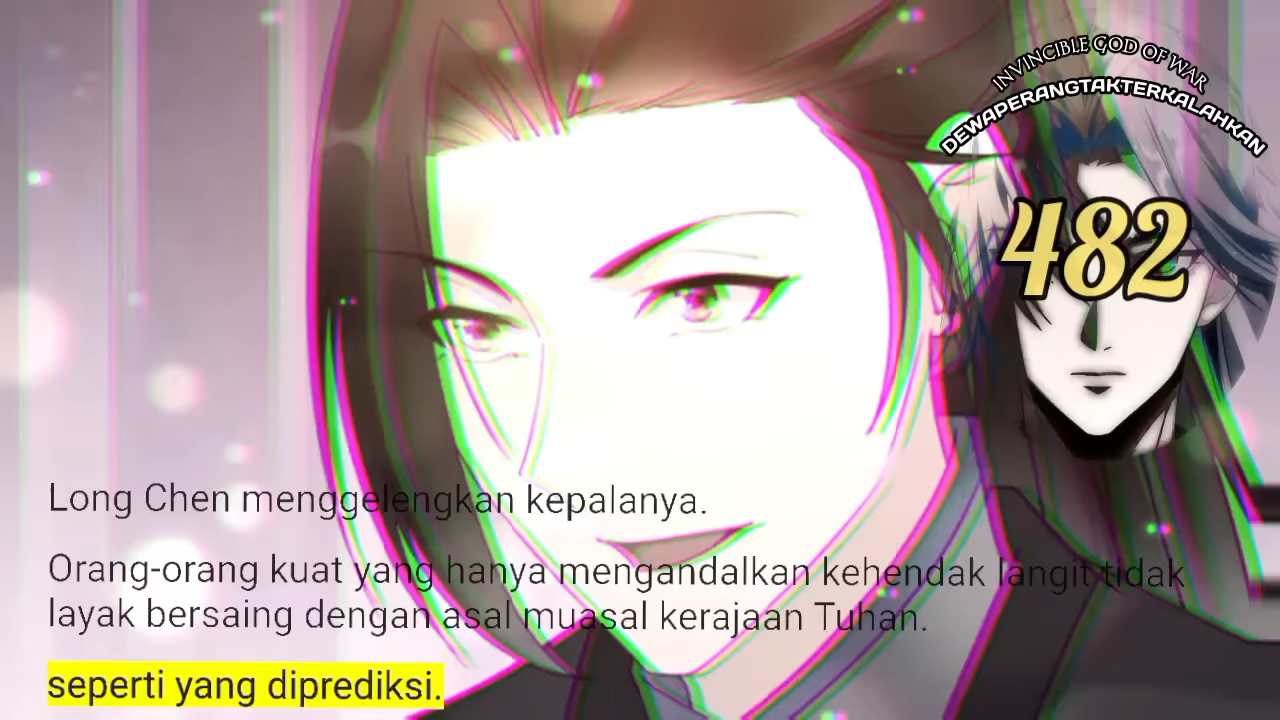 INVINCIBLE GOD OF WAR
DEWAPERANGTAKTERKALAHKAN
482
Long Chen menggelengkan kepalanya.
Orang-orang kuat yang hanya mengandalkan kehendak langit tidak
layak bersaing dengan asal muasal kerajaan Tuhan.
seperti yang diprediksi.